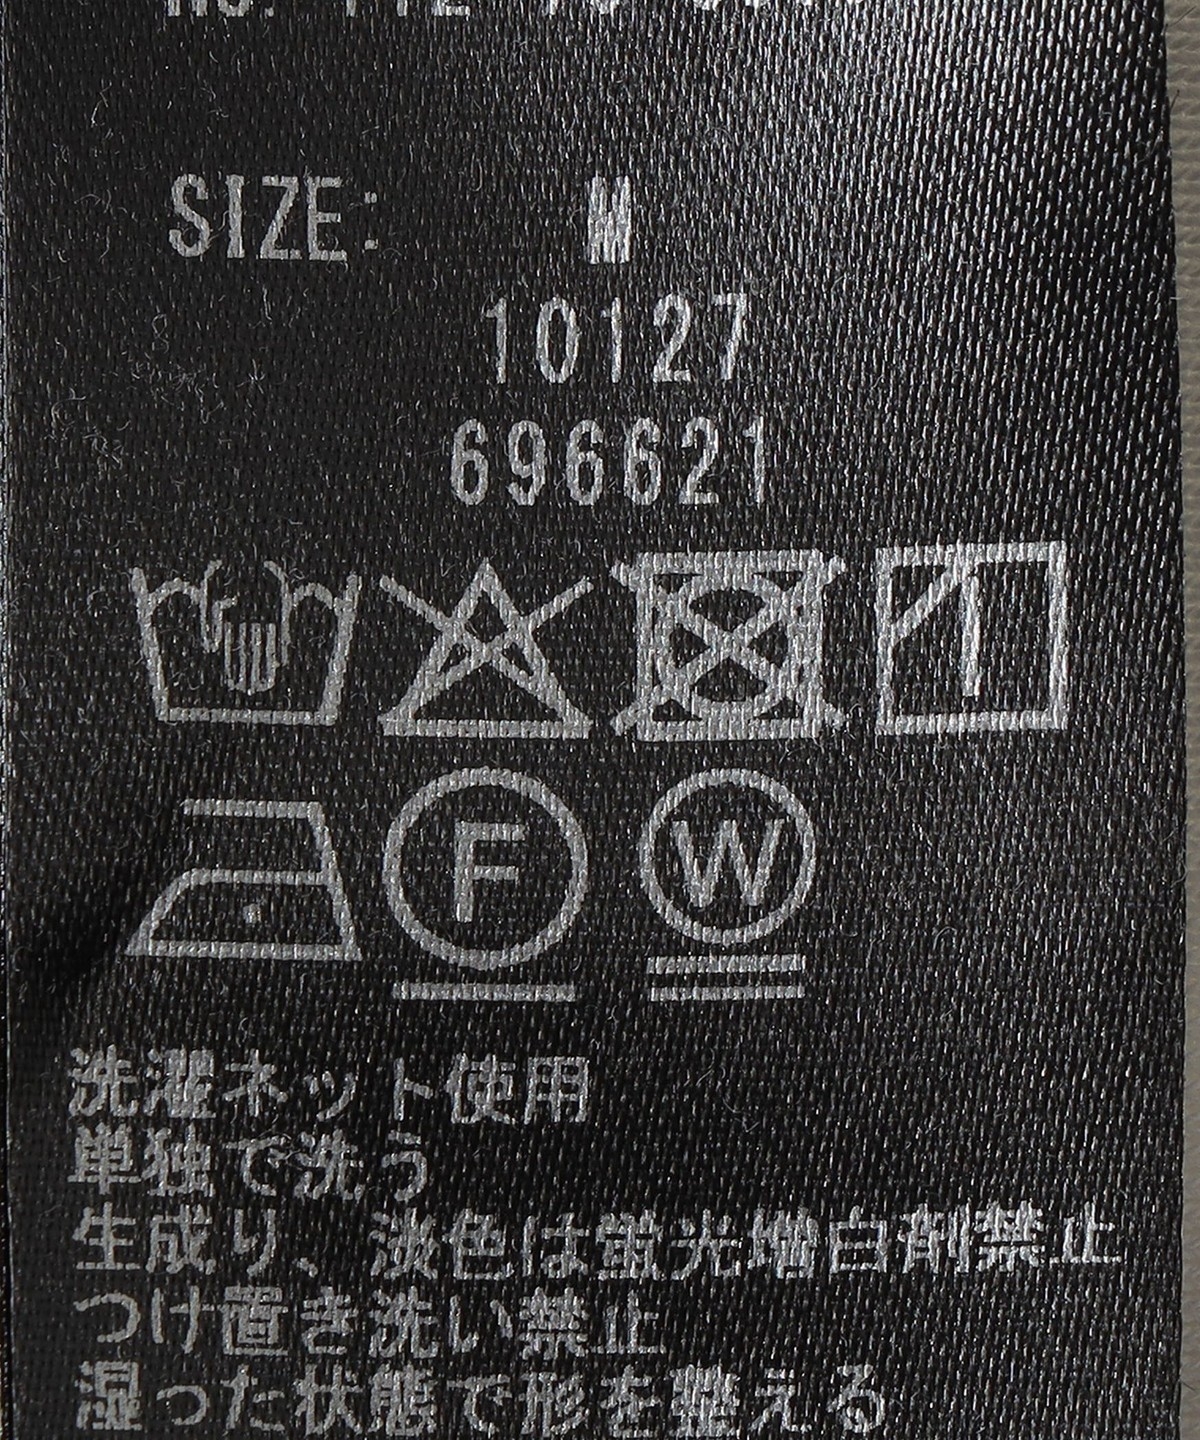 SIZE: M
10127
696621
F W
洗濯ネット使用
単独で洗う
生成り、淡色は蛍光増白剤禁止
つけ置き洗い禁止
湿った状態で形を整える